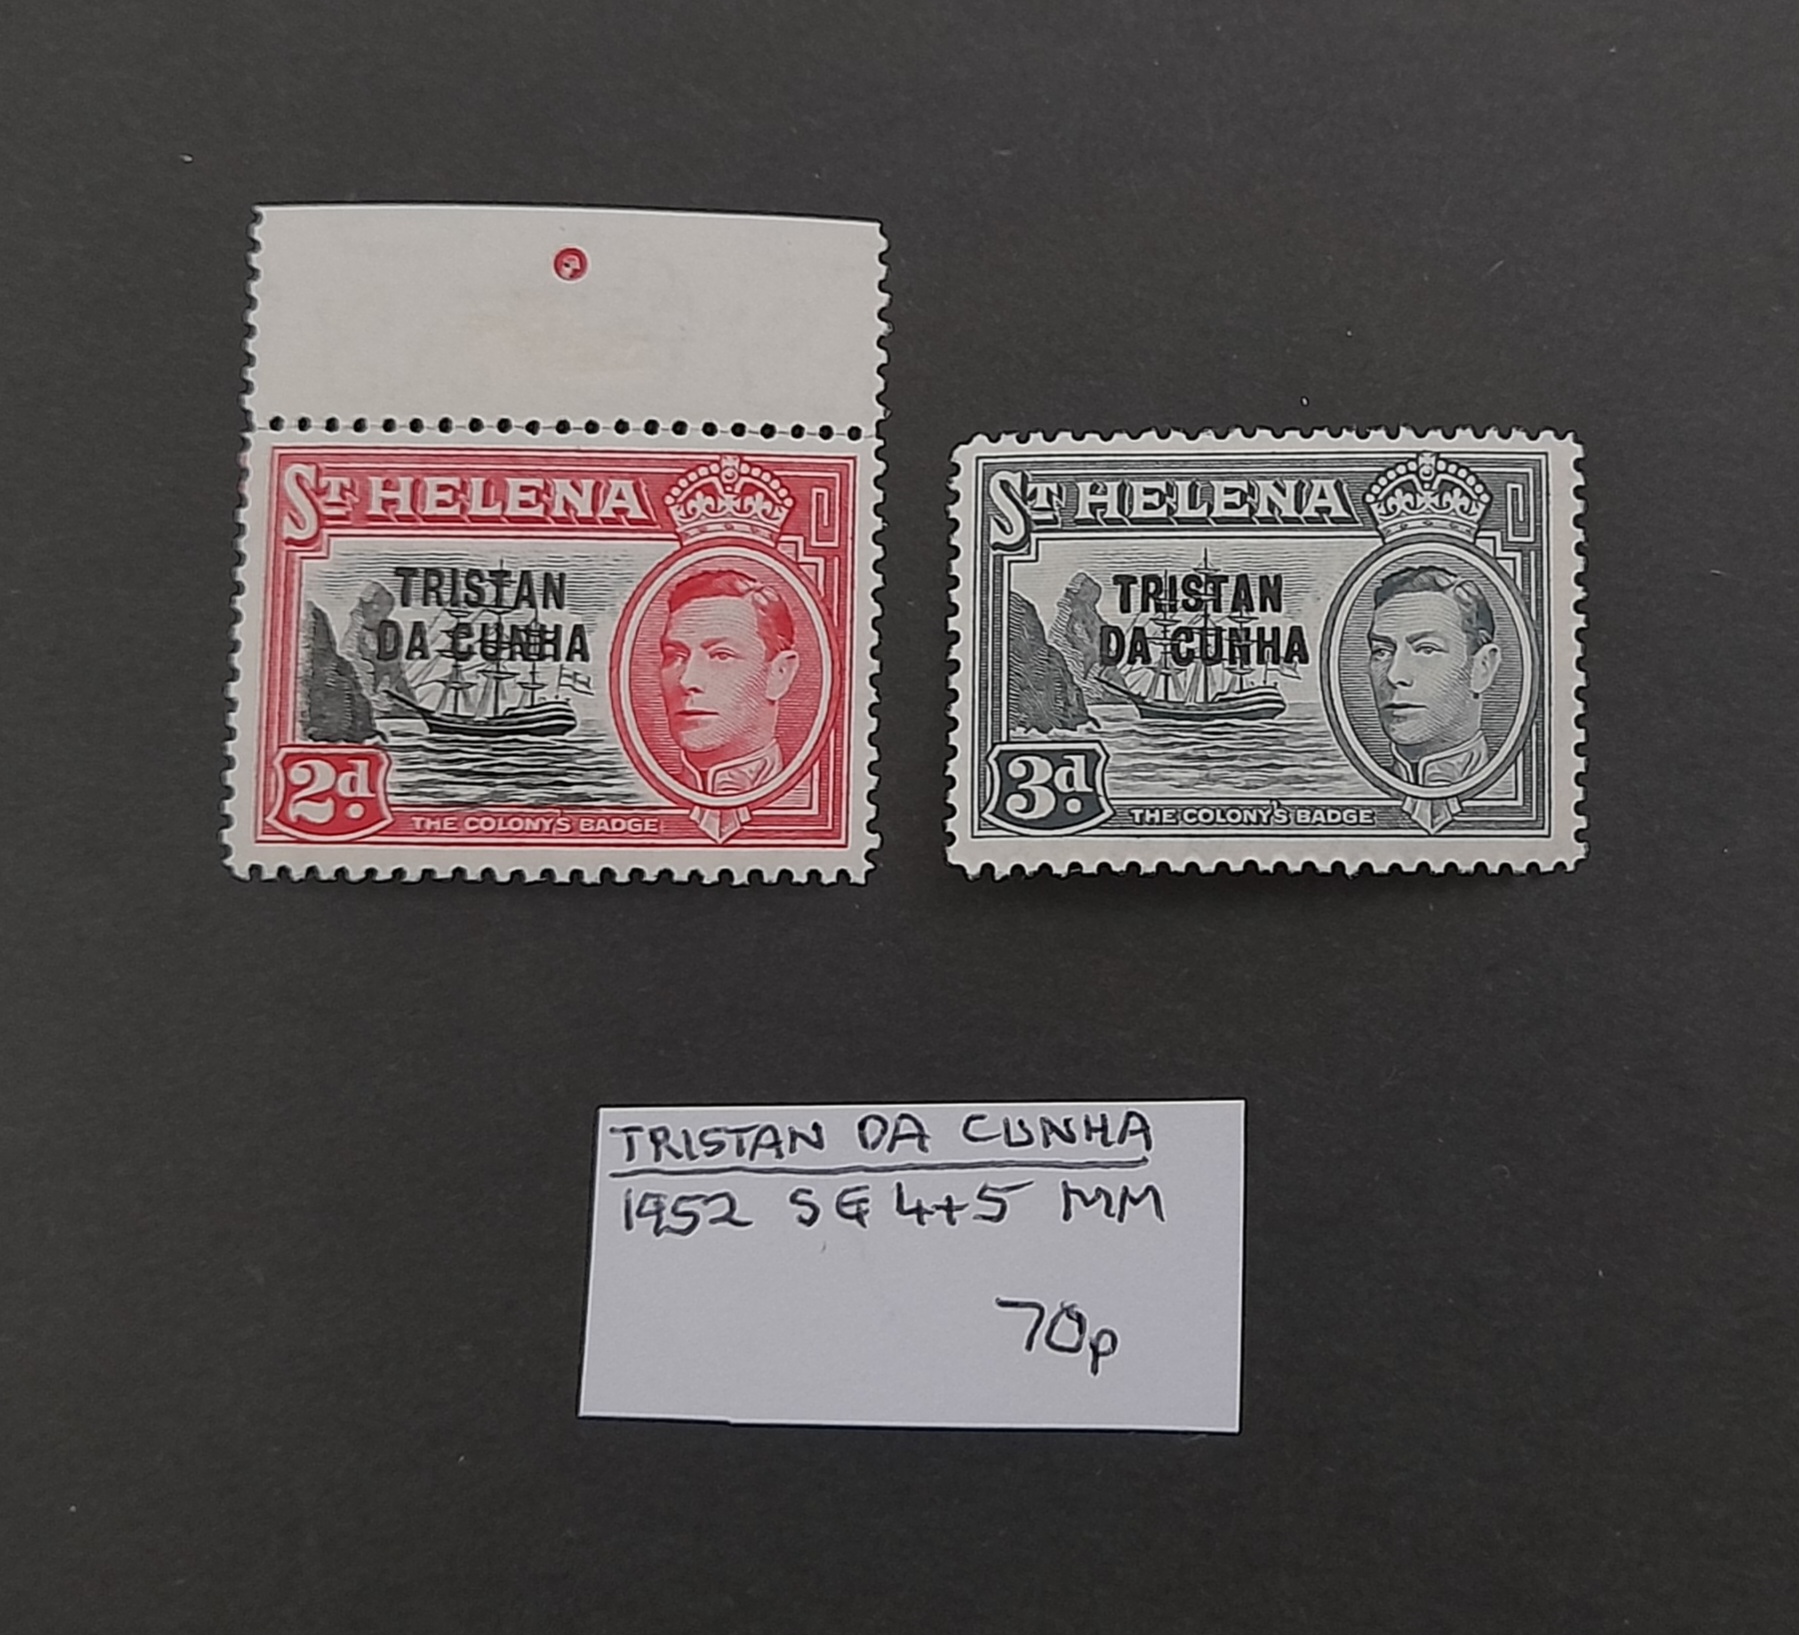 ST HELENA
TRISTAN
DA CUNHA
2d.
THE COLONY'S BADGE
ST HELENA
TRISTAN
DA CUNHA
3d.
THE COLONY'S BADGE
TRISTAN DA CUNHA
1952 SG 4+5 MM
70p